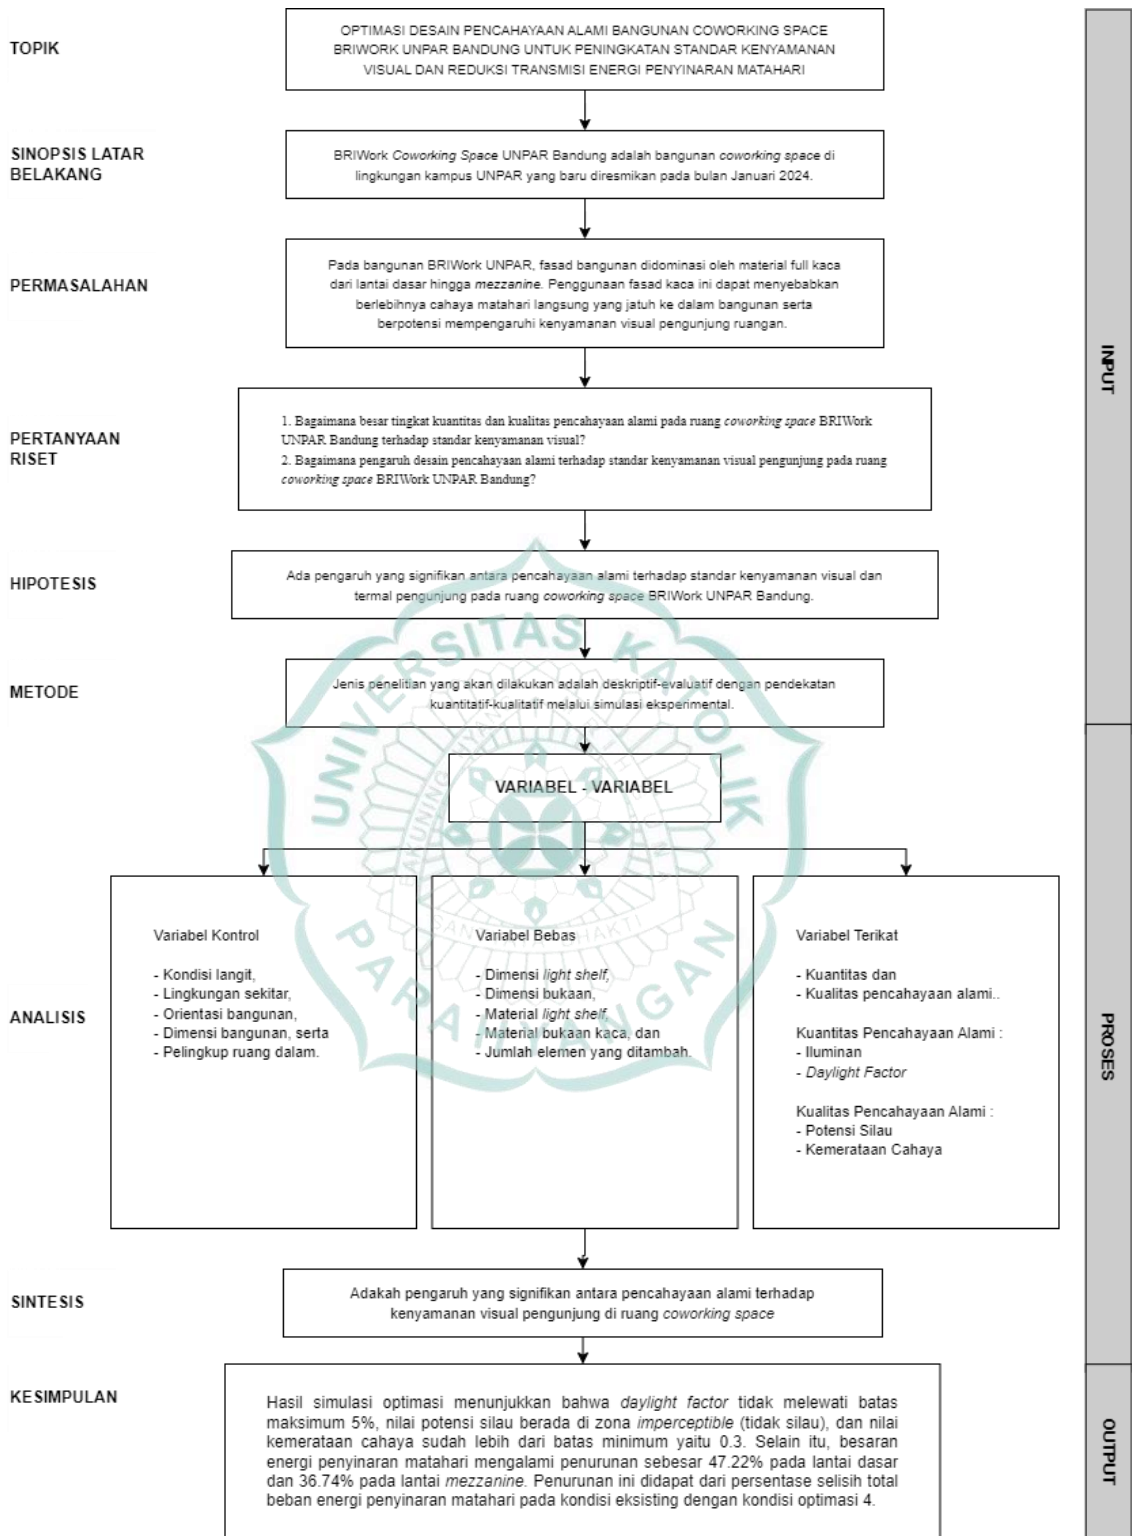 TOPIK
OPTIMASI DESAIN PENCAHAYAAN ALAMI BANGUNAN COWORKING SPACE
BRIWORK UNPAR BANDUNG UNTUK PENINGKATAN STANDAR KENYAMANAN
VISUAL DAN REDUKSI TRANSMISI ENERGI PENYINARAN MATAHARI
SINOPSIS LATAR
BELAKANG
BRIWork Coworking Space UNPAR Bandung adalah bangunan coworking space di
lingkungan kampus UNPAR yang baru diresmikan pada bulan Januari 2024.
PERMASALAHAN
Pada bangunan BRIWork UNPAR, fasad bangunan didominasi oleh material full kaca
dari lantai dasar hingga mezzanine. Penggunaan fasad kaca ini dapat menyebabkan
berlebihnya cahaya matahari langsung yang jatuh ke dalam bangunan serta
berpotensi mempengaruhi kenyamanan visual pengunjung ruangan.
INPUT
PERTANYAAN
RISET
1. Bagaimana besar tingkat kuantitas dan kualitas pencahayaan alami pada ruang coworking space BRIWork
UNPAR Bandung terhadap standar kenyamanan visual?
2. Bagaimana pengaruh desain pencahayaan alami terhadap standar kenyamanan visual pengunjung pada ruang
coworking space BRIWork UNPAR Bandung?
HIPOTESIS
Ada pengaruh yang signifikan antara pencahayaan alami terhadap standar kenyamanan visual dan
termal pengunjung pada ruang coworking space BRIWork UNPAR Bandung.
METODE
Jenis penelitian yang akan dilakukan adalah deskriptif-evaluatif dengan pendekatan
kuantitatif-kualitatif melalui simulasi eksperimental.
UNIVERSITAS KATOLIK
PARAHYANGAN
VARIABEL - VARIABEL
ANALISIS
Variabel Kontrol
- Kondisi langit,
- Lingkungan sekitar,
- Orientasi bangunan,
- Dimensi bangunan, serta
- Pelingkup ruang dalam.
Variabel Bebas
- Dimensi light shelf,
- Dimensi bukaan,
- Material light shelf,
- Material bukaan kaca, dan
- Jumlah elemen yang ditambah.
Variabel Terikat
- Kuantitas dan
- Kualitas pencahayaan alami..
Kuantitas Pencahayaan Alami :
- Iluminan
- Daylight Factor
Kualitas Pencahayaan Alami :
- Potensi Silau
- Kemerataan Cahaya
PROSES
SINTESIS
Adakah pengaruh yang signifikan antara pencahayaan alami terhadap
kenyamanan visual pengunjung di ruang coworking space
KESIMPULAN
Hasil simulasi optimasi menunjukkan bahwa daylight factor tidak melewati batas
maksimum 5%, nilai potensi silau berada di zona imperceptible (tidak silau), dan nilai
kemerataan cahaya sudah lebih dari batas minimum yaitu 0.3. Selain itu, besaran
energi penyinaran matahari mengalami penurunan sebesar 47.22% pada lantai dasar
dan 36.74% pada lantai mezzanine. Penurunan ini didapat dari persentase selisih total
beban energi penyinaran matahari pada kondisi eksisting dengan kondisi optimasi 4.
OUTPUT